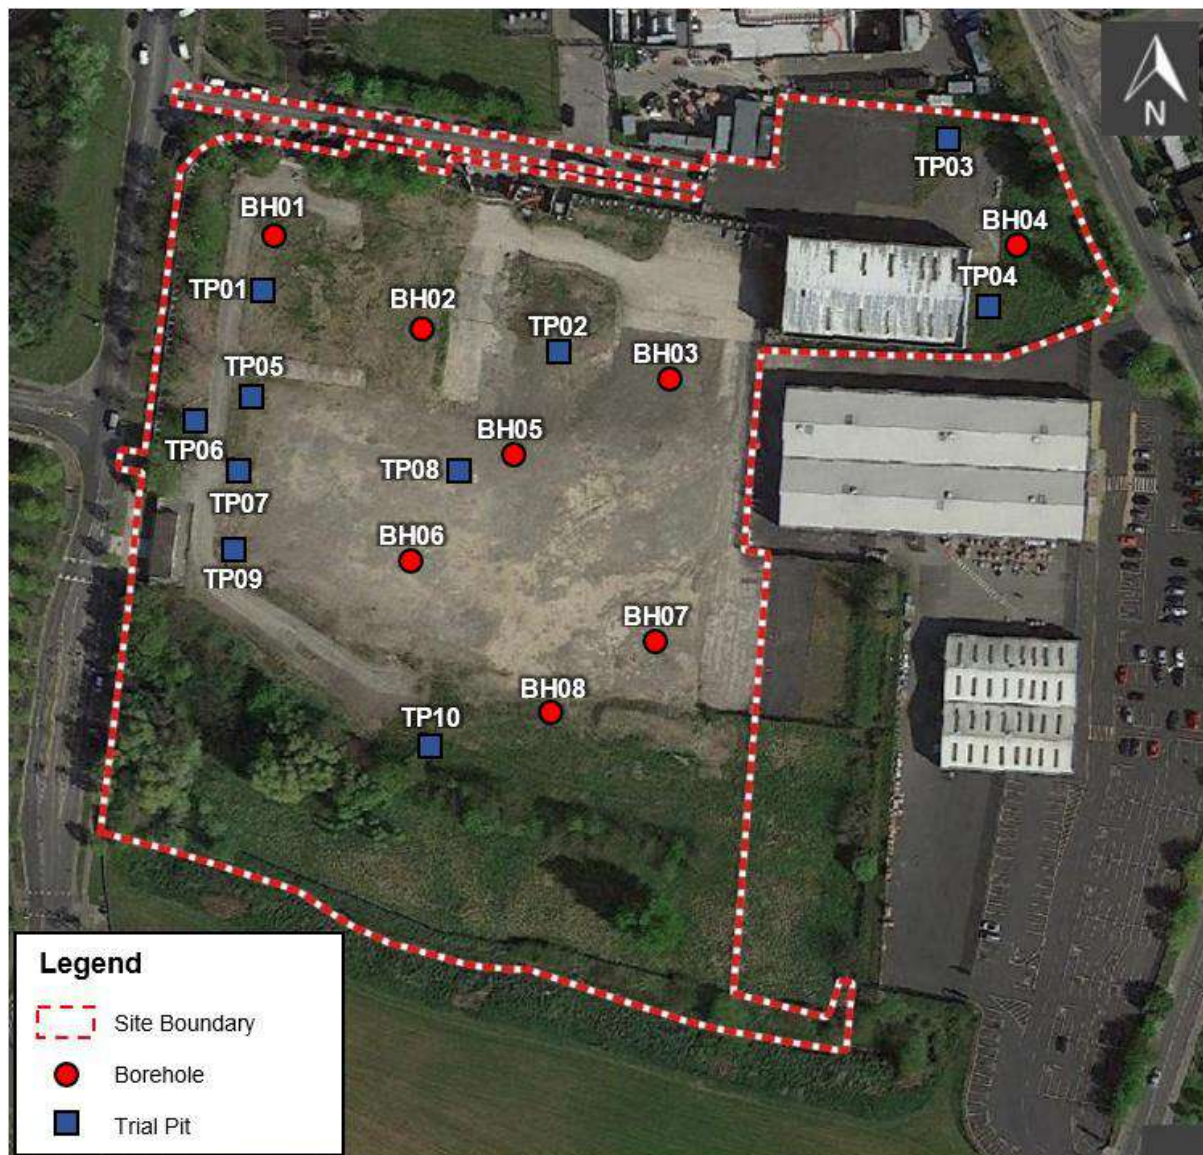 N
TP03
BH01
BH04
TP01
TP04
BH02
TP02
BH03
TP05
TP06
BH05
TP08
TP07
BH06
TP09
BH07
BH08
TP10
Legend
Site Boundary
Borehole
Trial Pit